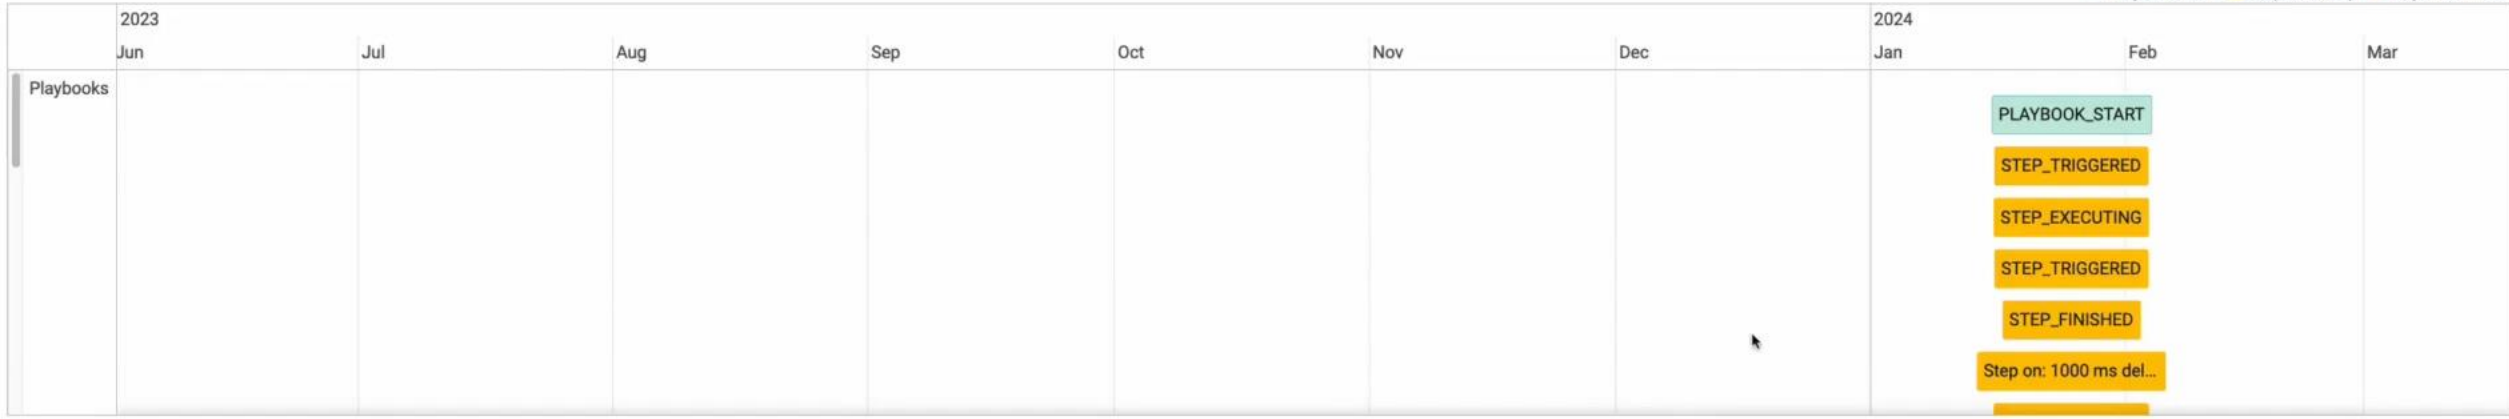 2023 2024
Jun Jul Aug Sep Oct Nov Dec Jan Feb Mar
Playbooks
PLAYBOOK_START
STEP_TRIGGERED
STEP_EXECUTING
STEP_TRIGGERED
STEP_FINISHED
Step on: 1000 ms del...